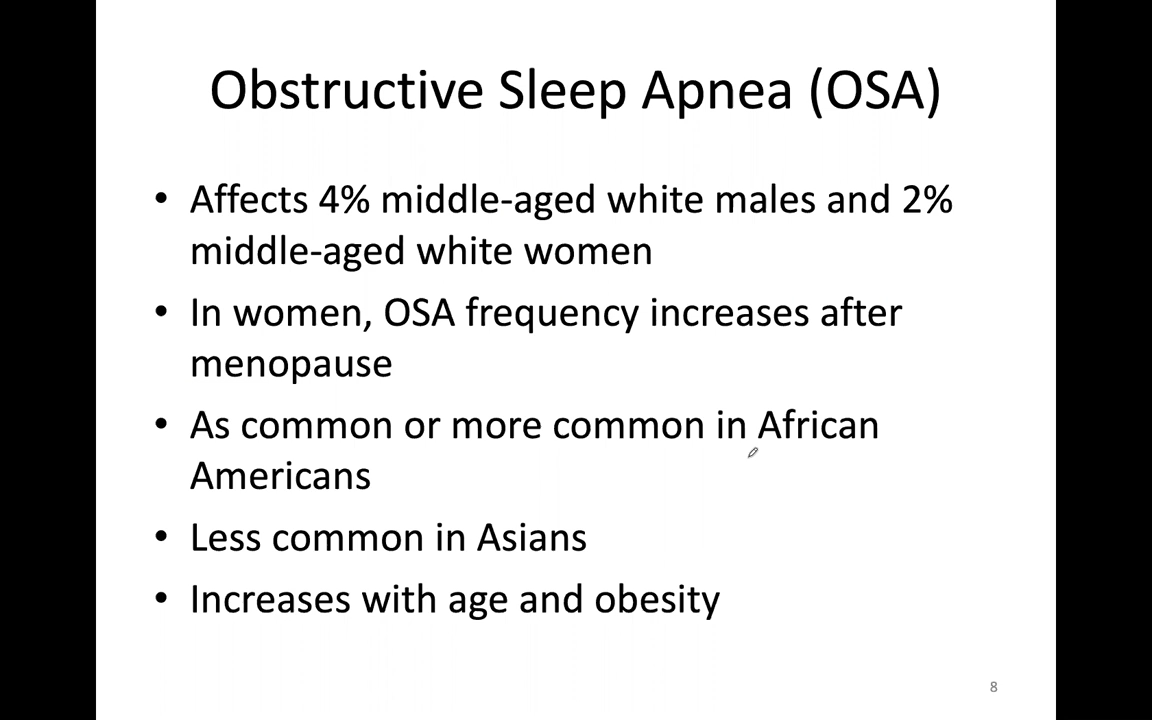 Obstructive Sleep Apnea (OSA)
• Affects 4% middle-aged white males and 2%
middle-aged white women
• In women, OSA frequency increases after
menopause
• As common or more common in African
Americans
• Less common in Asians
• Increases with age and obesity
8